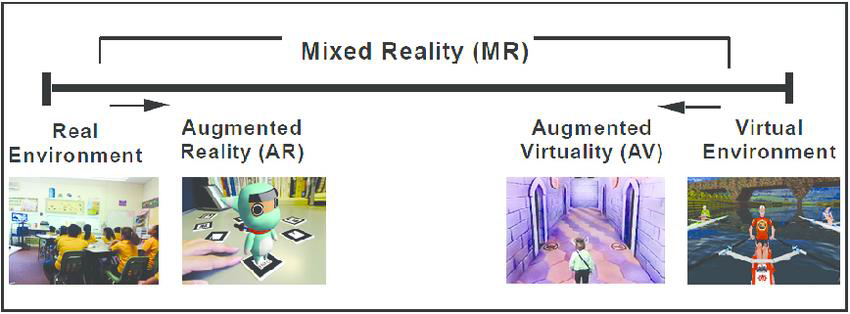 Mixed Reality (MR)
Real
Environment
Augmented
Reality (AR)
Augmented
Virtuality (AV)
Virtual
Environment